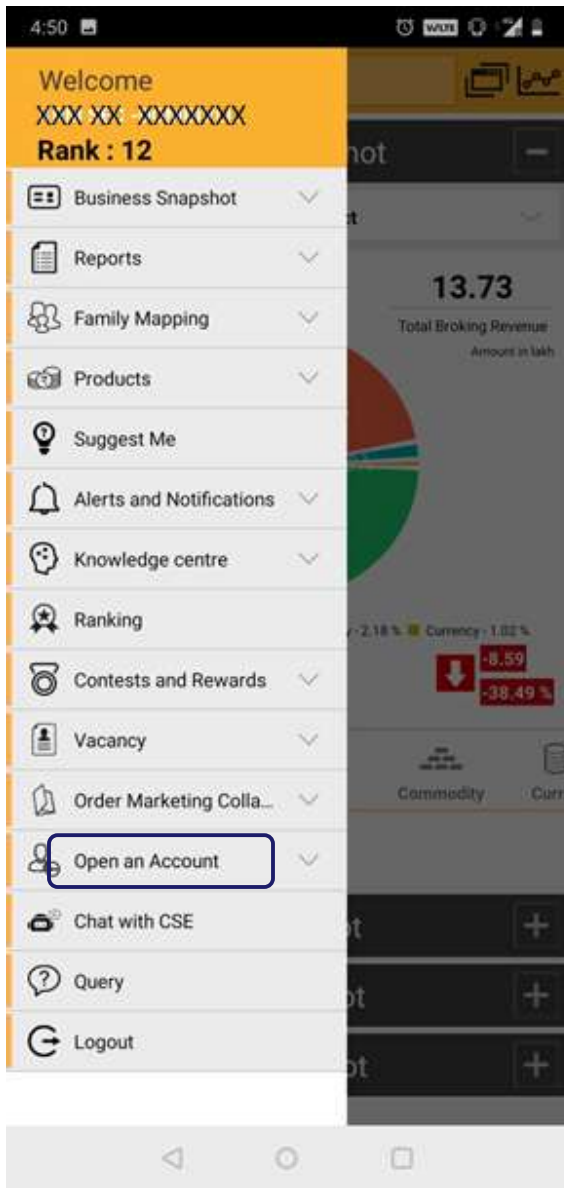 4:50
VoLTE
Welcome
XXX XX XXXXXXX
Rank : 12
Business Snapshot
Reports
Family Mapping
Products
Suggest Me
Alerts and Notifications
Knowledge centre
Ranking
Contests and Rewards
Vacancy
Order Marketing Colla...
Open an Account
Chat with CSE
Query
Logout
hot
ct
13.73
Total Broking Revenue
Amount in lakh
y - 2.18 % Currency - 1.02 %
-8.59
-38.49 %
Commodity Curr
ot
ot
ot